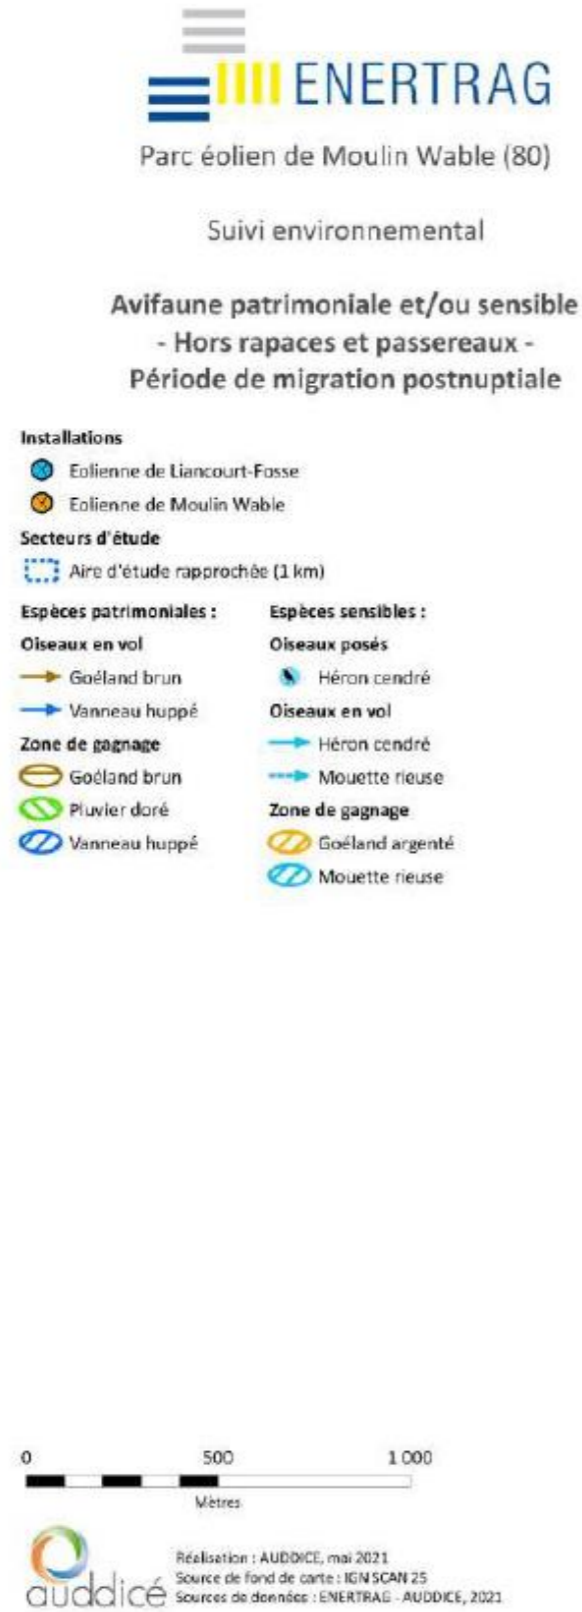 ENERTRAG
Parc éolien de Moulin Wable (80)
Suivi environnemental
Avifaune patrimoniale et/ou sensible
- Hors rapaces et passereaux -
Période de migration postnuptiale
Installations
Eolienne de Liancourt-Fosse
Eolienne de Moulin Wable
Secteurs d'étude
Aire d'étude rapprochée (1 km)
Espèces patrimoniales :
Oiseaux en vol
Goéland brun
Vanneau huppé
Zone de gagnage
Goéland brun
Pluvier doré
Vanneau huppé
Espèces sensibles :
Oiseaux posés
Héron cendré
Oiseaux en vol
Héron cendré
Mouette rieuse
Zone de gagnage
Goéland argenté
Mouette rieuse
0 500 1 000
Mètres
auddicé
Réalisation : AUDDICE, mai 2021
Source de fond de carte : IGN SCAN 25
Sources de données : ENERTRAG - AUDDICE, 2021